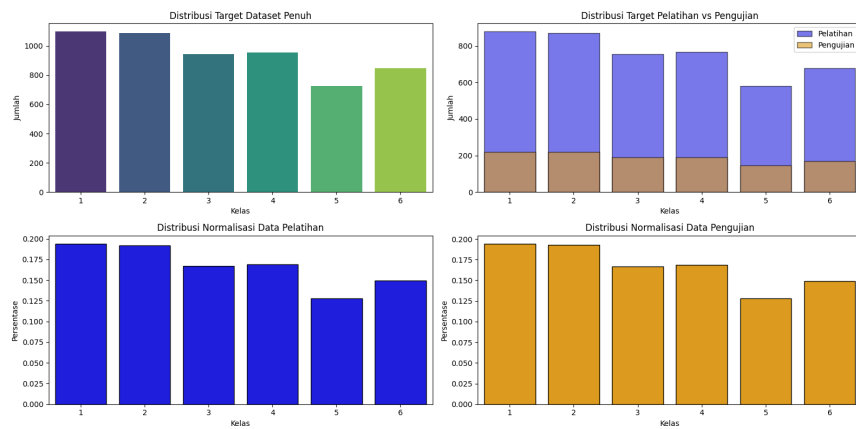 Distribusi Target Dataset Penuh
Jumlah
1000
800
600
400
200
0
1 2 3 4 5 6
Kelas
Distribusi Target Pelatihan vs Pengujian
Pelatihan
Pengujian
Jumlah
800
600
400
200
0
1 2 3 4 5 6
Kelas
Distribusi Normalisasi Data Pelatihan
Persentase
0.200
0.175
0.150
0.125
0.100
0.075
0.050
0.025
0.000
1 2 3 4 5 6
Kelas
Distribusi Normalisasi Data Pengujian
Persentase
0.200
0.175
0.150
0.125
0.100
0.075
0.050
0.025
0.000
1 2 3 4 5 6
Kelas